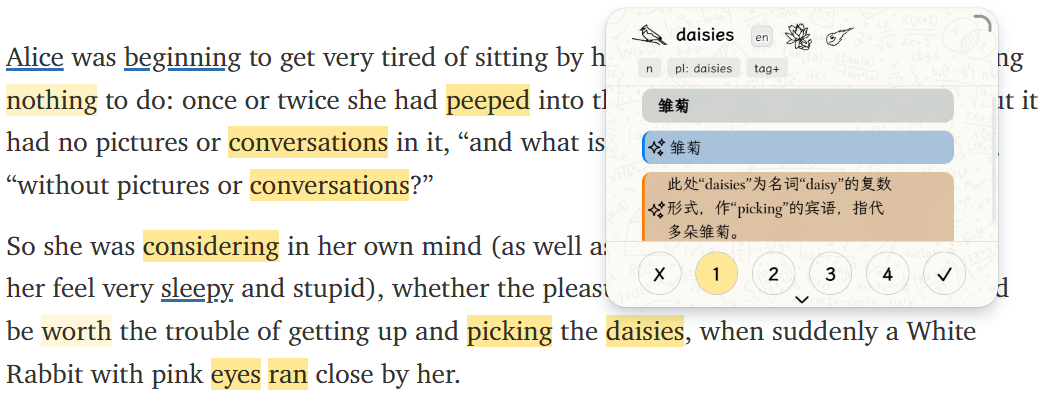 Alice was beginning to get very tired of sitting by h ng
nothing to do: once or twice she had peeped into t ut it
had no pictures or conversations in it, “and what is
“without pictures or conversations?”
So she was considering in her own mind (as well as
her feel very sleepy and stupid), whether the pleas d
be worth the trouble of getting up and picking the daisies, when suddenly a White
Rabbit with pink eyes ran close by her.
daisies en
n pl: daisies tag+
雏菊
雏菊
此处“daisies”为名词“daisy”的复数
形式，作“picking”的宾语，指代
多朵雏菊。
X 1 2 3 4 ✓